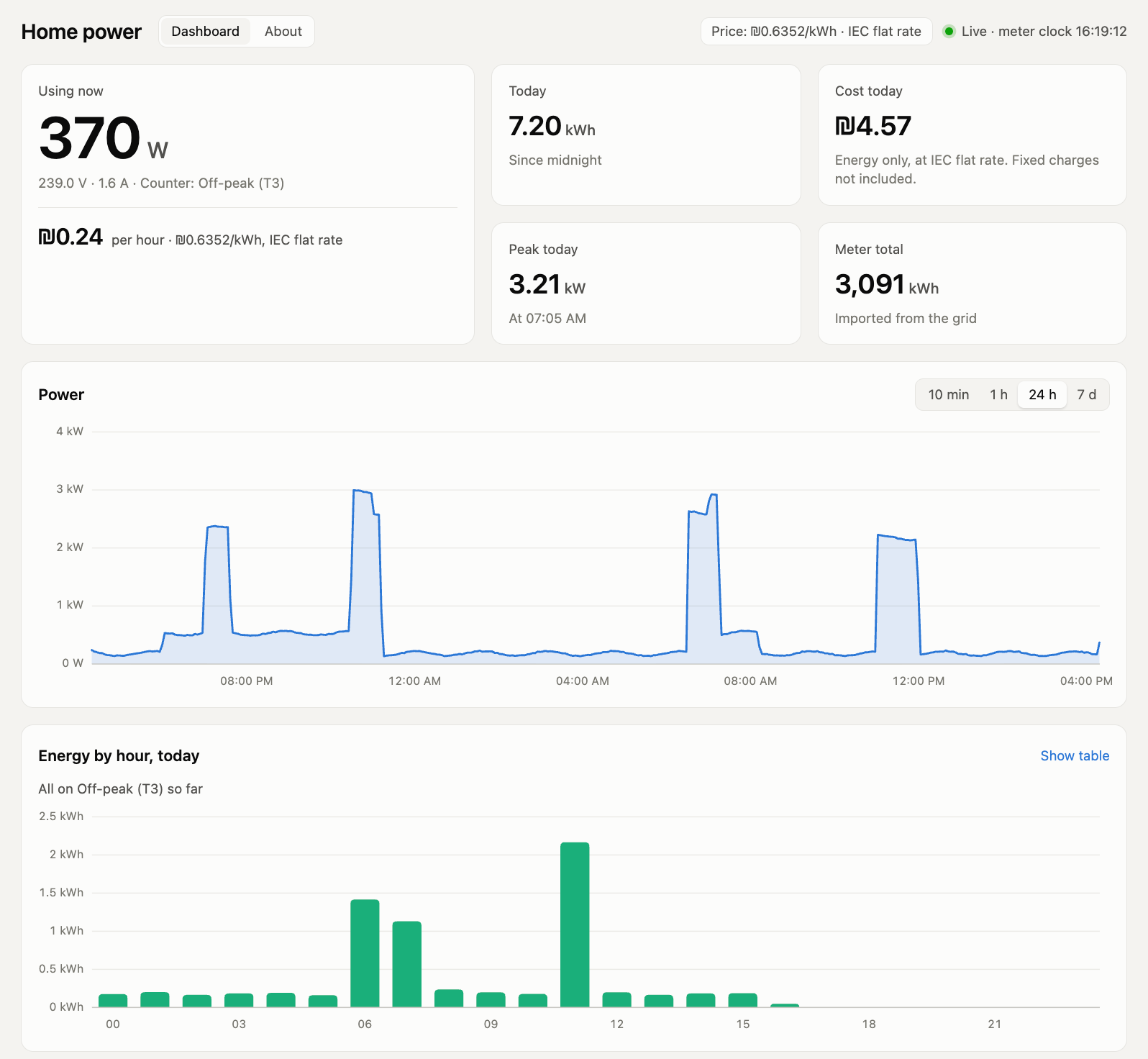 Home power
Dashboard
About
Price: ₪0.6352/kWh · IEC flat rate
Live · meter clock 16:19:12
Using now
370 W
239.0 V · 1.6 A · Counter: Off-peak (T3)
₪0.24 per hour · ₪0.6352/kWh, IEC flat rate
Today
7.20 kWh
Since midnight
Cost today
₪4.57
Energy only, at IEC flat rate. Fixed charges
not included.
Peak today
3.21 kW
At 07:05 AM
Meter total
3,091 kWh
Imported from the grid
Power
10 min
1 h
24 h
7 d
4 kW
3 kW
2 kW
1 kW
0 W
08:00 PM
12:00 AM
04:00 AM
08:00 AM
12:00 PM
04:00 PM
Energy by hour, today
Show table
All on Off-peak (T3) so far
2.5 kWh
2 kWh
1.5 kWh
1 kWh
0.5 kWh
0 kWh
00
03
06
09
12
15
18
21